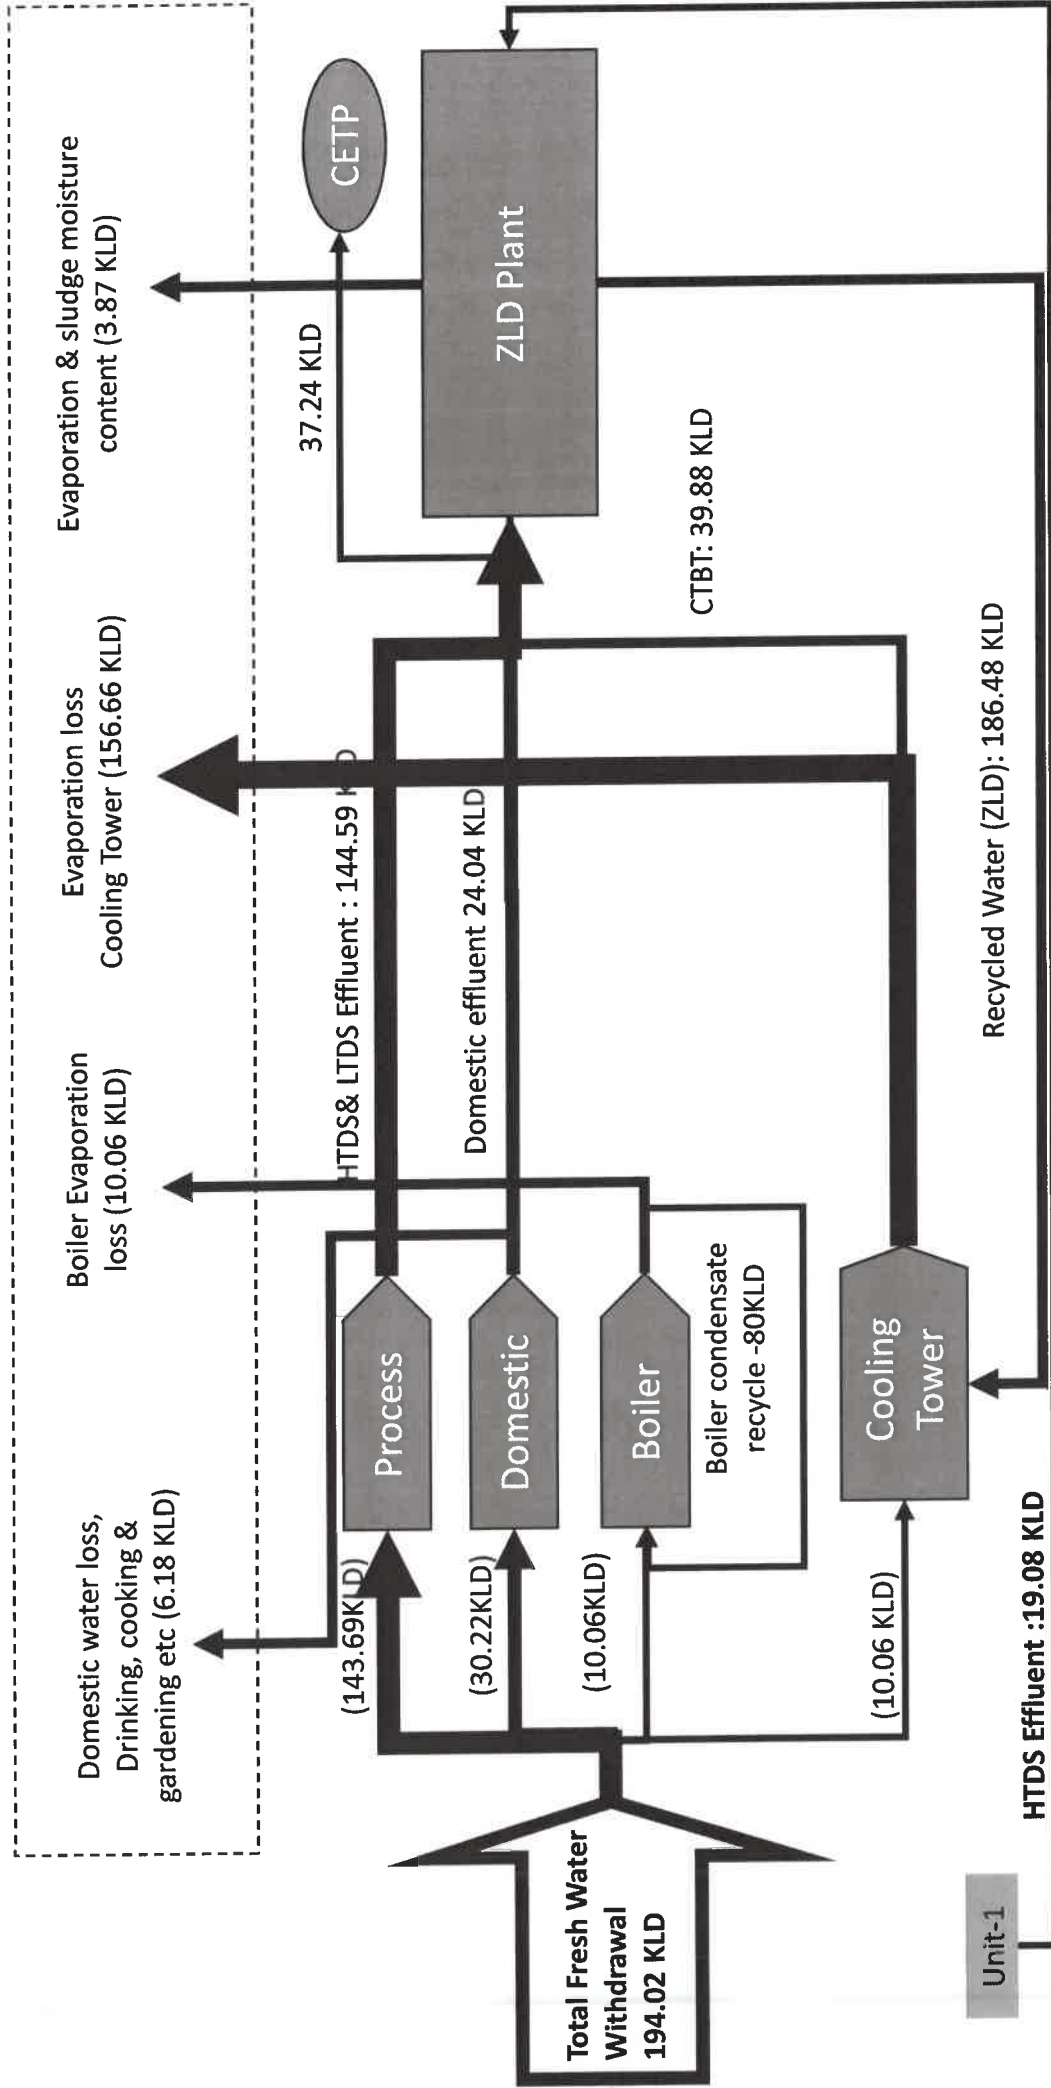 Domestic water loss,
Drinking, cooking &
gardening etc (6.18 KLD)
Boiler Evaporation
loss (10.06 KLD)
Evaporation loss
Cooling Tower (156.66 KLD)
Evaporation & sludge moisture
content (3.87 KLD)
(143.69KLD)
Process
HTDS& LTDS Effluent : 144.59 KLD
37.24 KLD
CETP
(30.22KLD)
Domestic
Domestic effluent 24.04 KLD
ZLD Plant
Total Fresh Water
Withdrawal
194.02 KLD
(10.06KLD)
Boiler
Boiler condensate
recycle -80KLD
CTBT: 39.88 KLD
(10.06 KLD)
Cooling
Tower
Recycled Water (ZLD): 186.48 KLD
Unit-1
HTDS Effluent :19.08 KLD